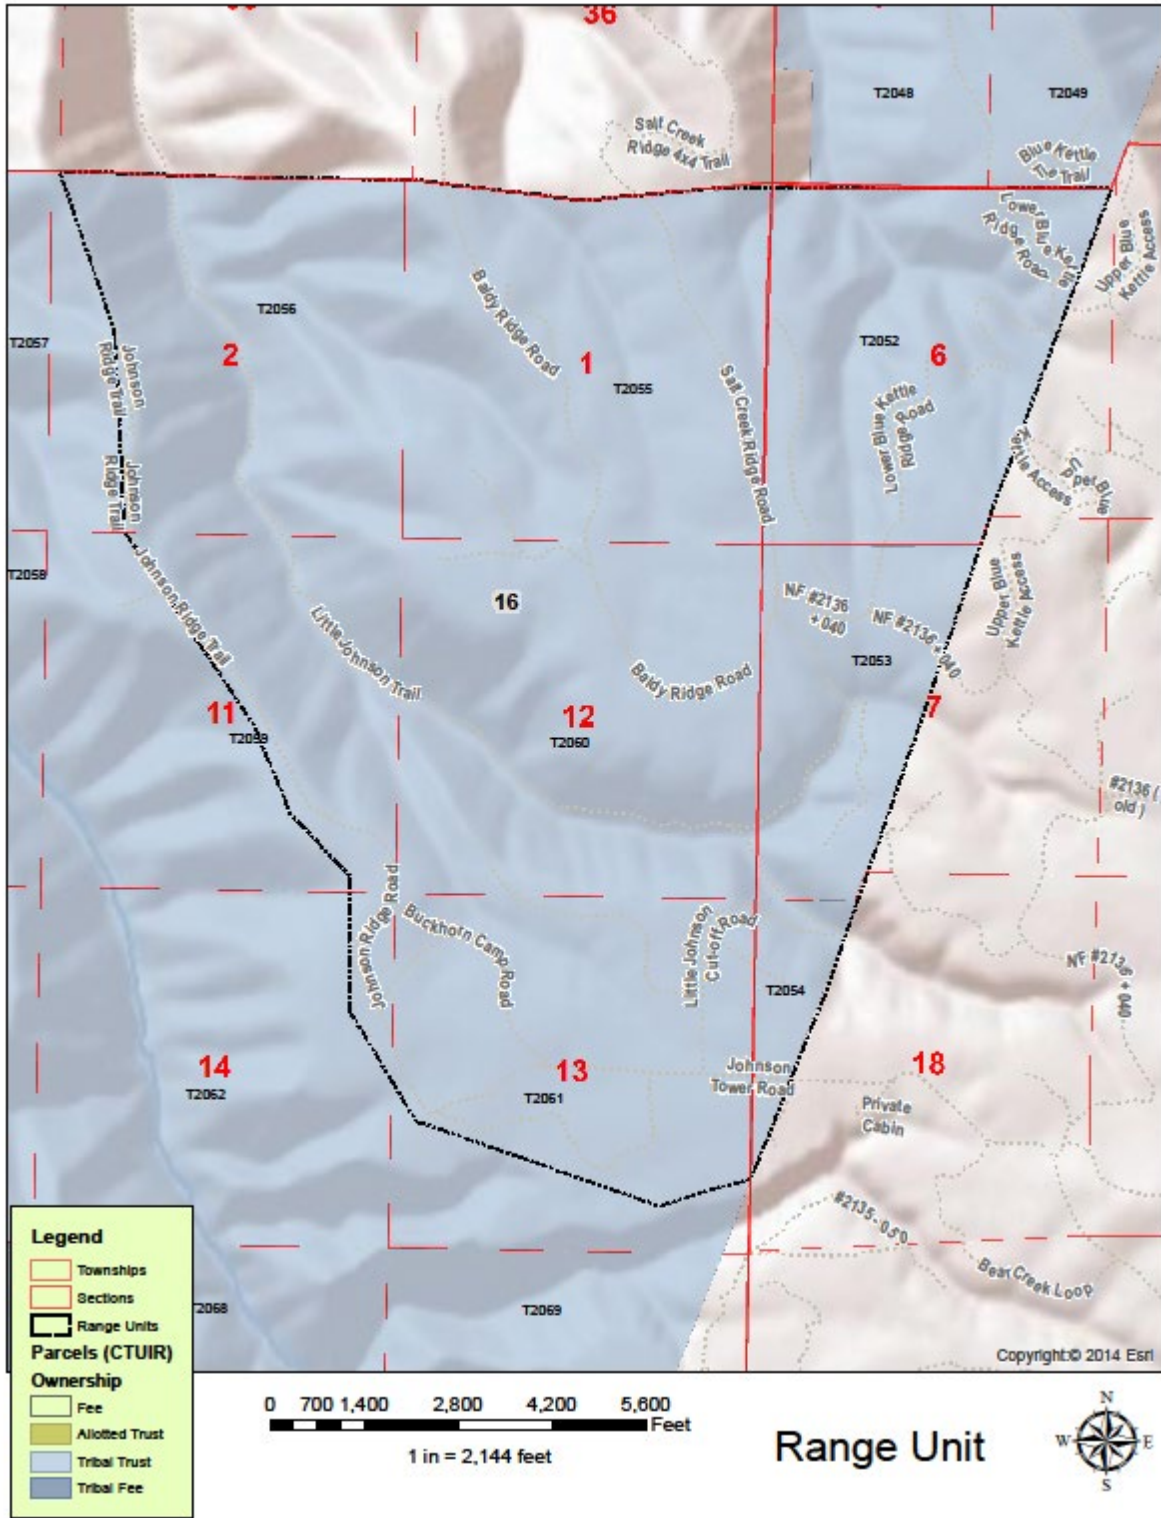 36
T2048
T2049
Salt Creek
Ridge 4x4 Trail
Blue Kettle
Tie Trail
Lower Blue Kettle
Ridge Road
Upper Blue
Kettle Access
T2057
Johnson
Ridge Trail
2
T2056
Baldy Ridge Road
1
T2055
T2052
6
Salt Creek Ridge Road
Lower Blue Kettle
Ridge Road
Johnson
Ridge Trail
Upper Blue
Kettle Access
T2058
Johnson Ridge Trail
16
Little Johnson Trail
NF #2136
+ 040
NF #2136 + 040
Upper Blue
Kettle Access
T2053
Baldy Ridge Road
11
T2059
12
T2060
7
#2136 (
old )
Johnson Ridge Road
Buckhorn Camp
Road
Little Johnson
Cut-off Road
T2054
NF #2136 + 040
14
T2062
13
T2061
Johnson
Tower Road
18
Private
Cabin
#2135 - 050
Bear Creek Loop
T2068
T2069
Copyright:© 2014 Esri
Legend
Townships
Sections
Range Units
Parcels (CTUIR)
Ownership
Fee
Allotted Trust
Tribal Trust
Tribal Fee
0 700 1,400 2,800 4,200 5,600
Feet
1 in = 2,144 feet
Range Unit
N
W E
S